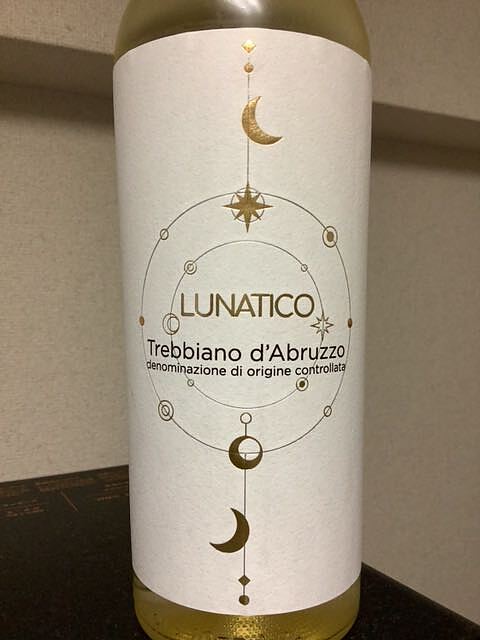 LUNATICO
Trebbiano d'Abruzzo
denominazione di origine controllata